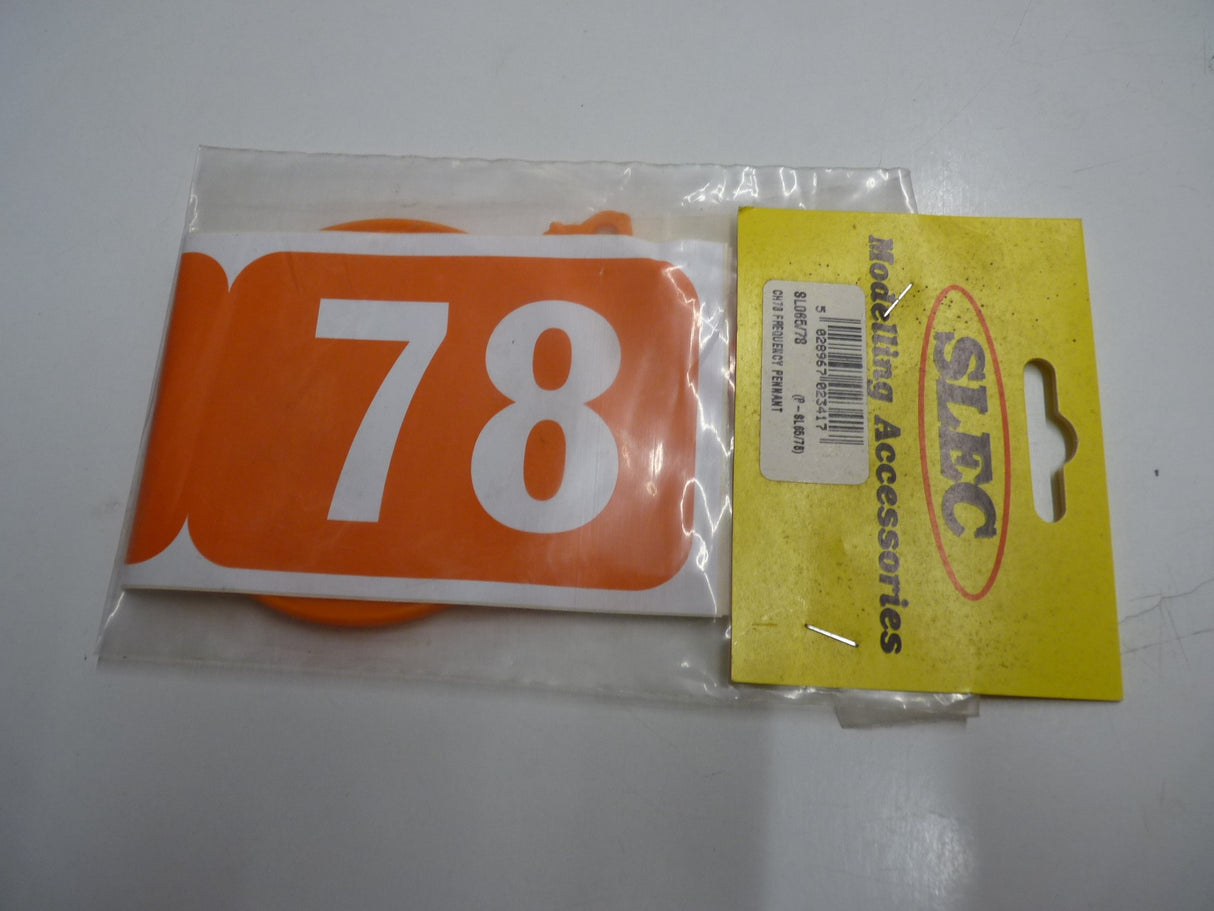 78
SLEC
Modelling Accessories
5 028967 023417
SL065/78 (P-SL65/78)
CH78 FREQUENCY PENNANT